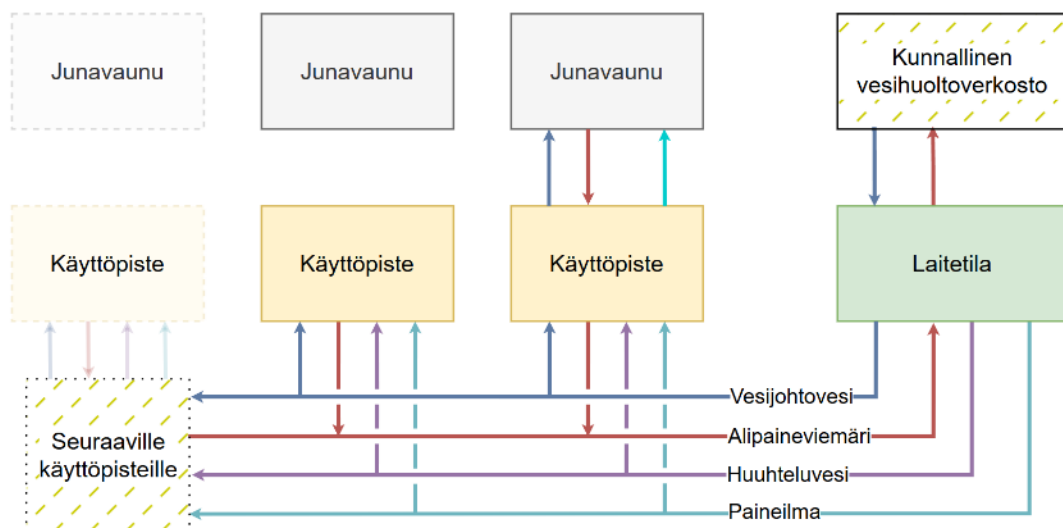 Junavaunu
Junavaunu
Junavaunu
Kunnallinen
vesihuoltoverkosto
Käyttöpiste
Käyttöpiste
Käyttöpiste
Laitetila
Seuraaville
käyttöpisteille
Vesijohtovesi
Alipaineviemäri
Huuhteluvesi
Paineilma